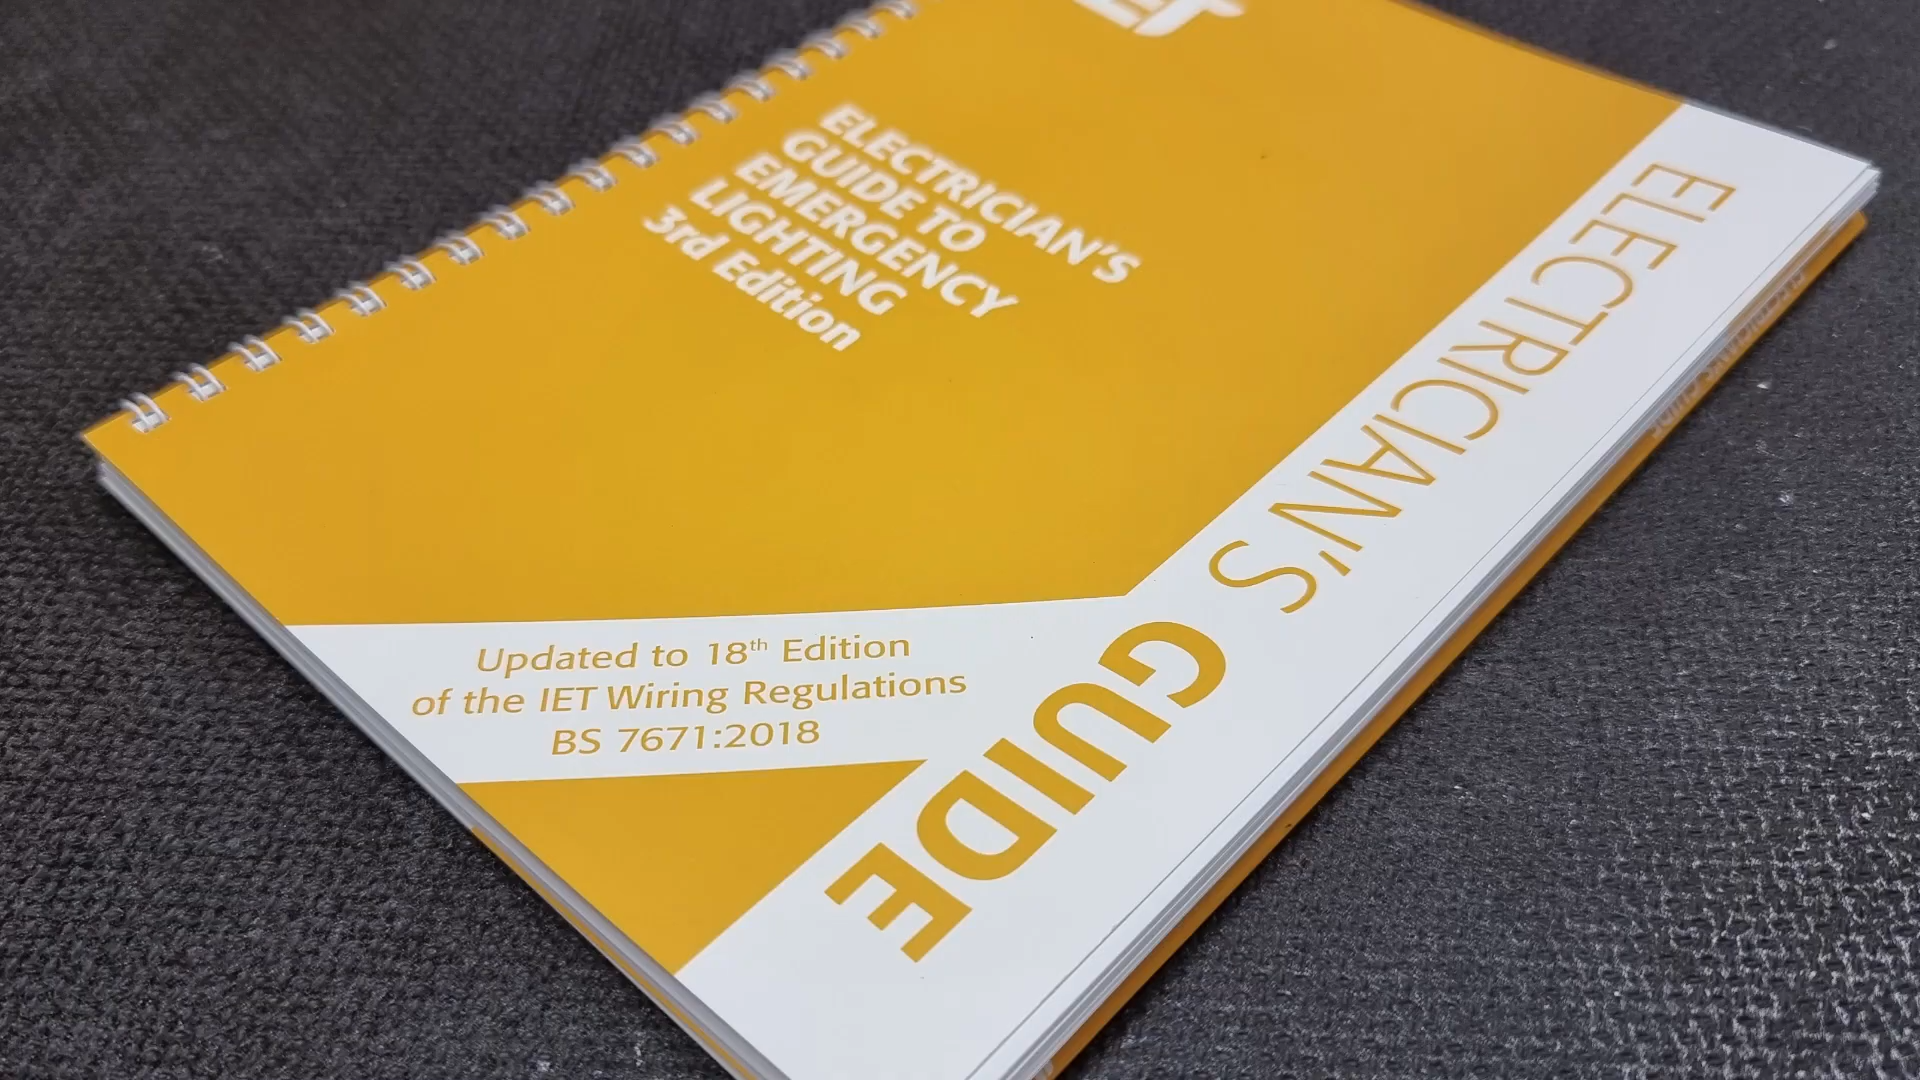 ELECTRICIAN'S
GUIDE TO
EMERGENCY
LIGHTING
3rd Edition
Updated to 18th Edition
of the IET Wiring Regulations
BS 7671:2018
ELECTRICIAN'S GUIDE